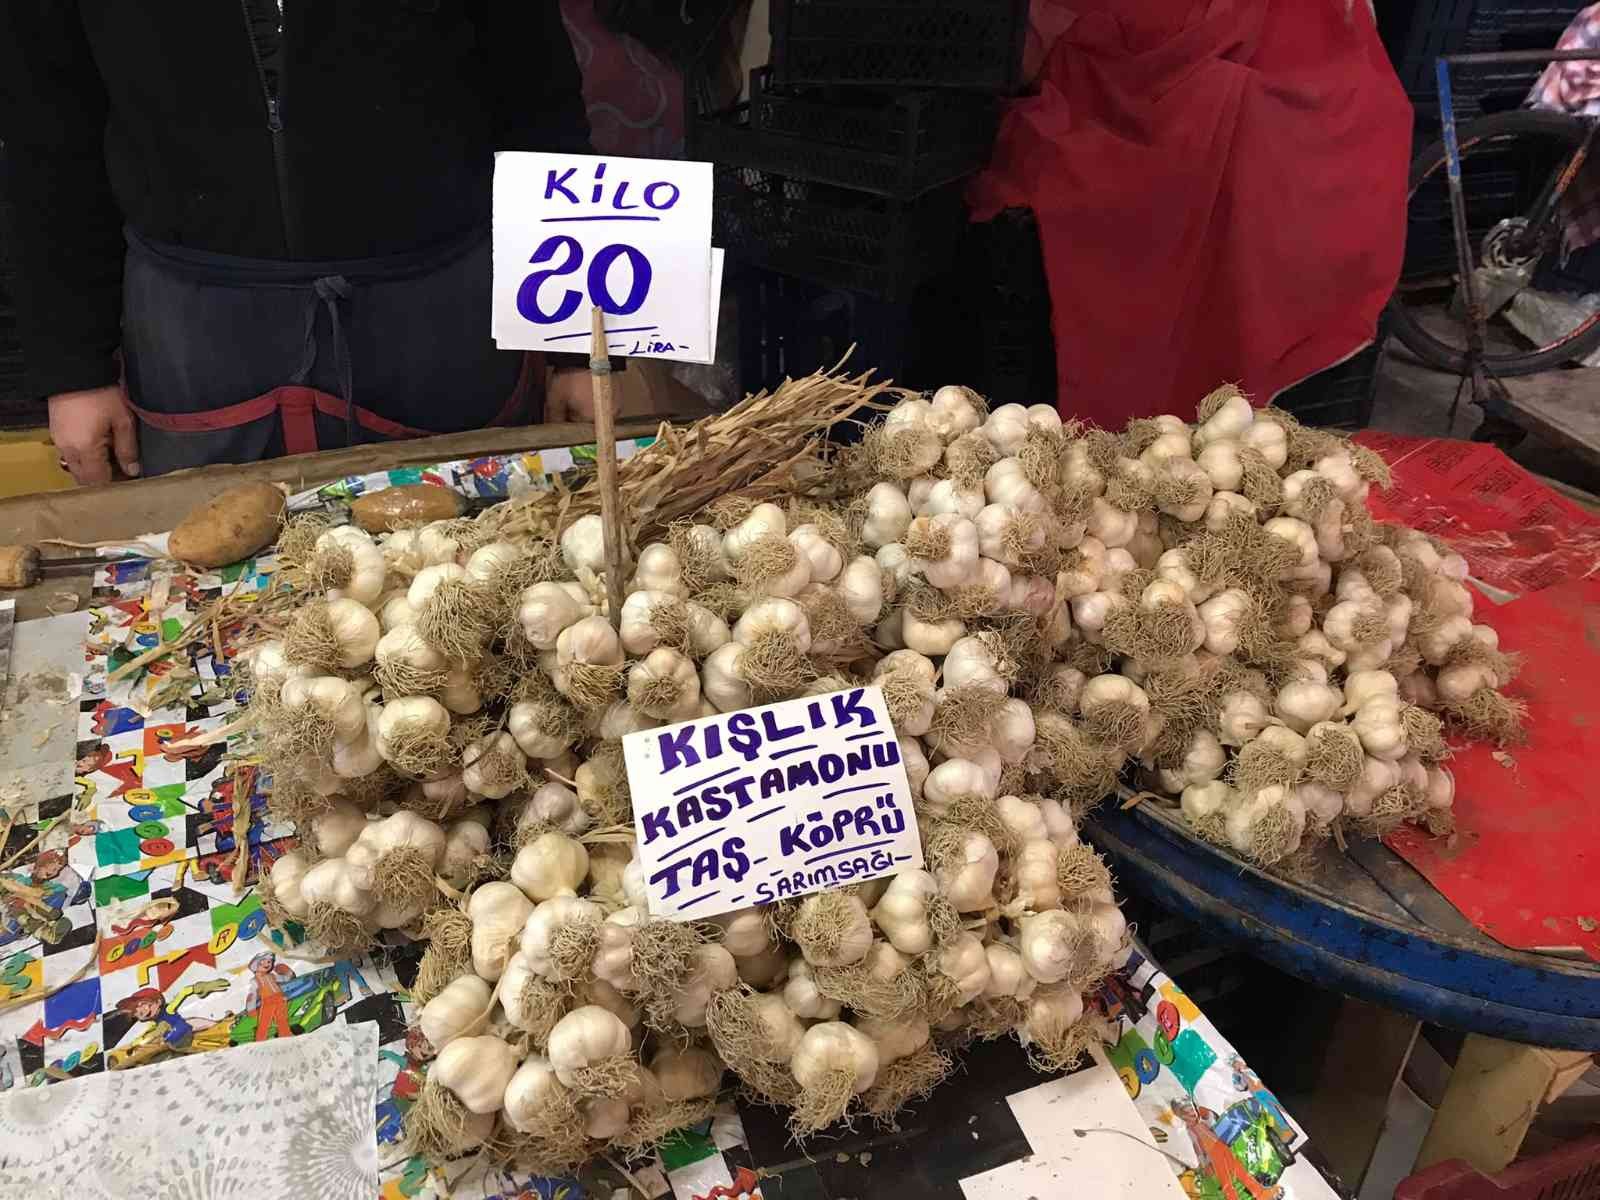 KİLO
20
- LİRA -
KIŞLIK
KASTAMONU
TAŞ - KÖPRÜ
- SARIMSAĞI -